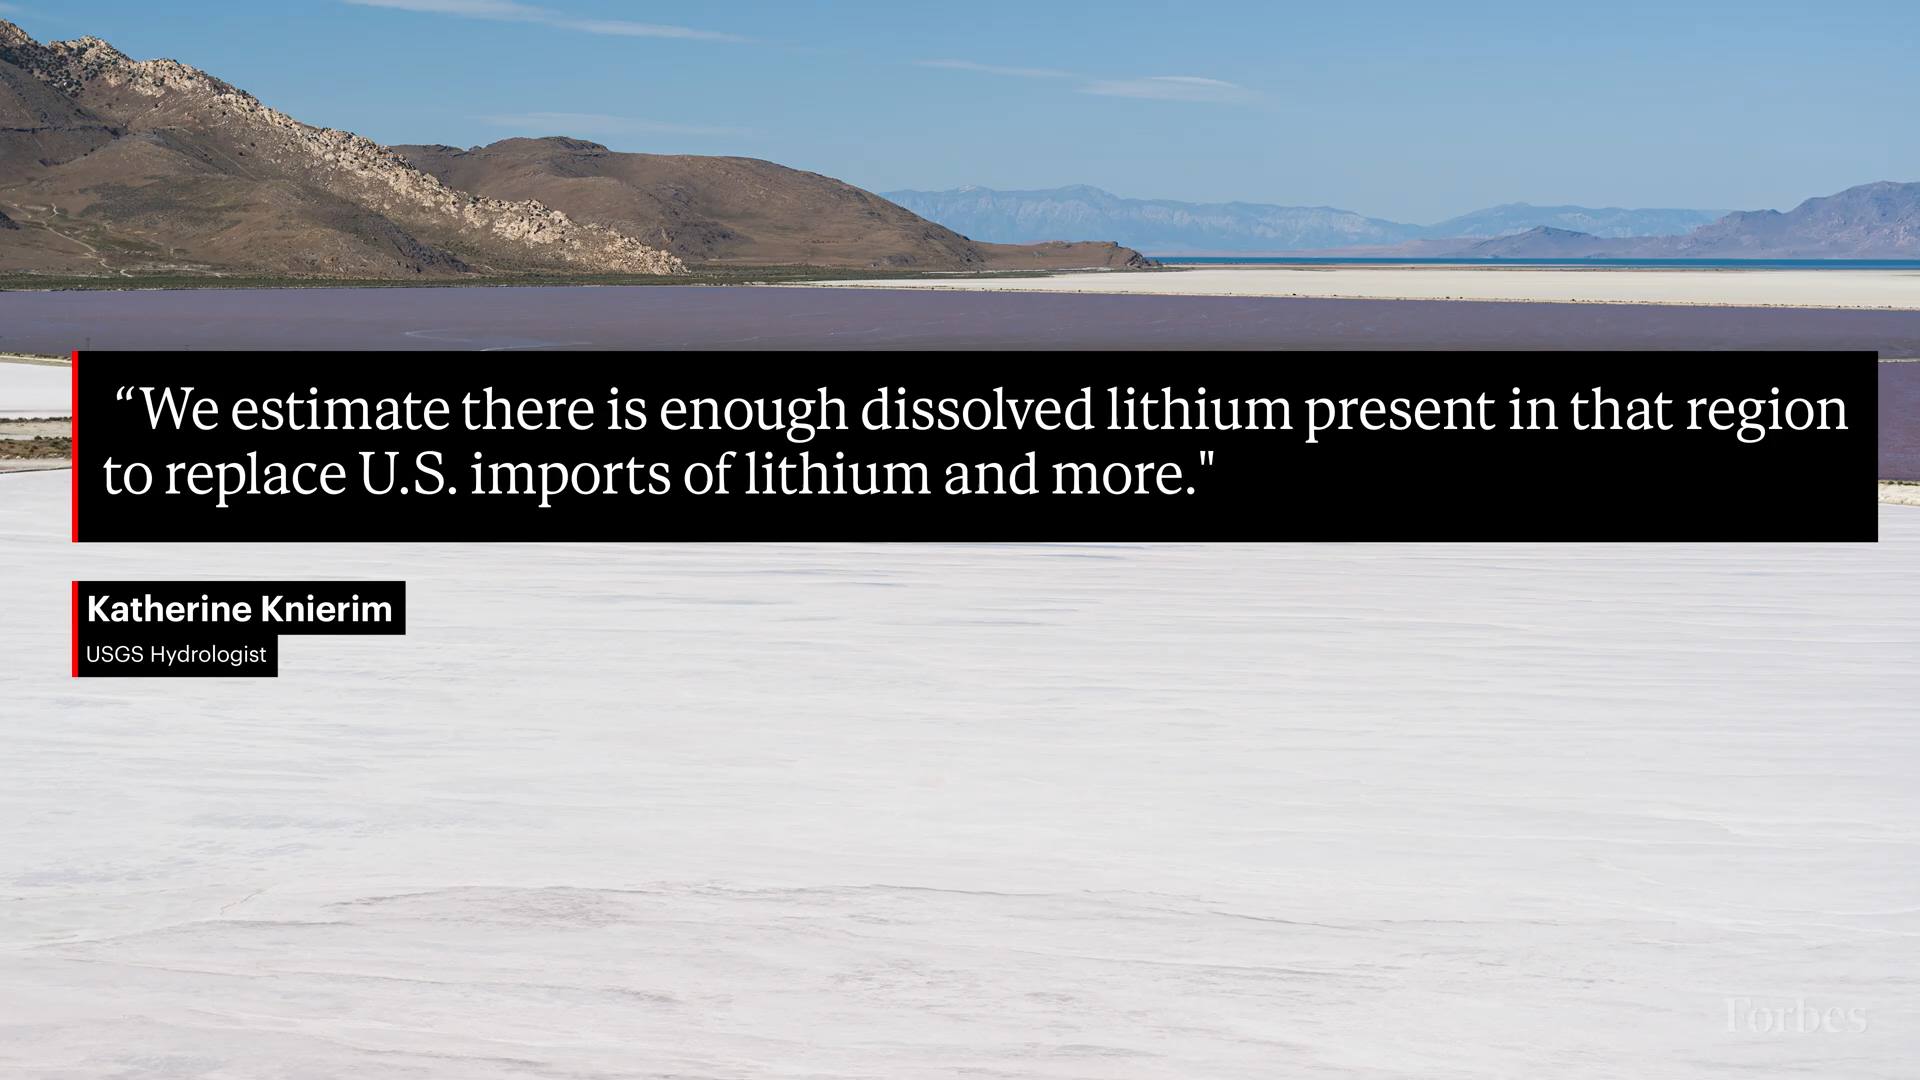 “We estimate there is enough dissolved lithium present in that region
to replace U.S. imports of lithium and more."
Katherine Knierim
USGS Hydrologist
Forbes